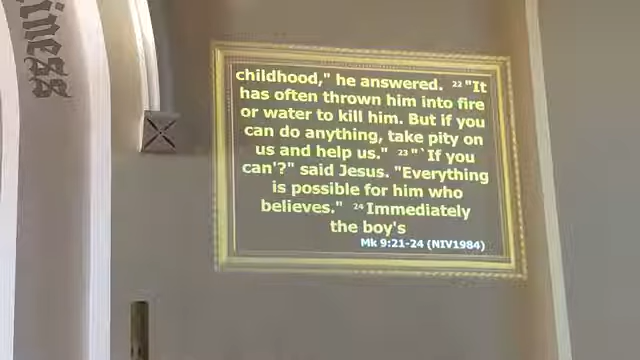 iness
childhood," he answered. 22 "It
has often thrown him into fire
or water to kill him. But if you
can do anything, take pity on
us and help us." 23 "`If you
can'?" said Jesus. "Everything
is possible for him who
believes." 24 Immediately
the boy's
Mk 9:21-24 (NIV1984)